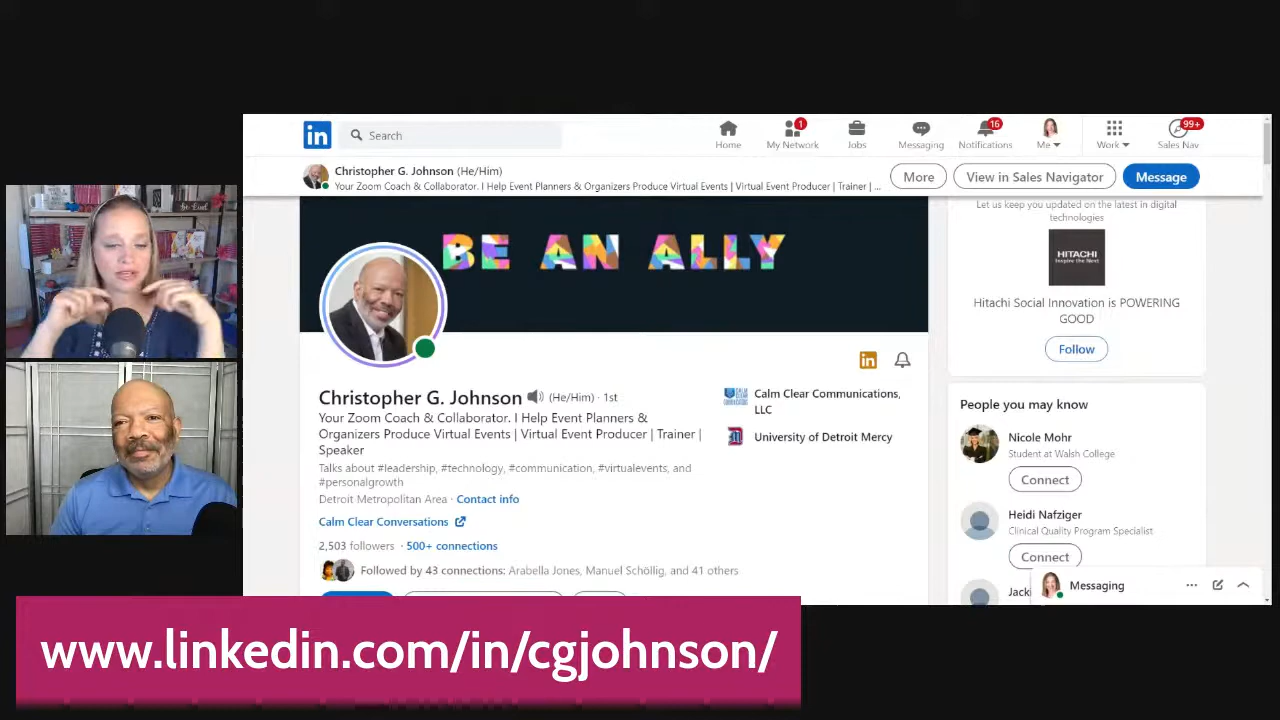 Be Loud
in
Search
1
16
99+
Home
My Network
Jobs
Messaging
Notifications
Me
Work
Sales Nav
Christopher G. Johnson (He/Him)
Your Zoom Coach & Collaborator. I Help Event Planners & Organizers Produce Virtual Events | Virtual Event Producer | Trainer | ...
More
View in Sales Navigator
Message
BE AN ALLY
in
Christopher G. Johnson (He/Him) · 1st
Your Zoom Coach & Collaborator. I Help Event Planners &
Organizers Produce Virtual Events | Virtual Event Producer | Trainer |
Speaker
Talks about #leadership, #technology, #communication, #virtualevents, and
#personalgrowth
Detroit Metropolitan Area · Contact info
Calm Clear Conversations
2,503 followers · 500+ connections
Followed by 43 connections: Arabella Jones, Manuel Schöllig, and 41 others
Calm Clear Communications,
LLC
University of Detroit Mercy
Let us keep you updated on the latest in digital
technologies
HITACHI
Inspire the Next
Hitachi Social Innovation is POWERING
GOOD
Follow
People you may know
Nicole Mohr
Student at Walsh College
Connect
Heidi Nafziger
Clinical Quality Program Specialist
Connect
Jacki
Messaging
www.linkedin.com/in/cgjohnson/